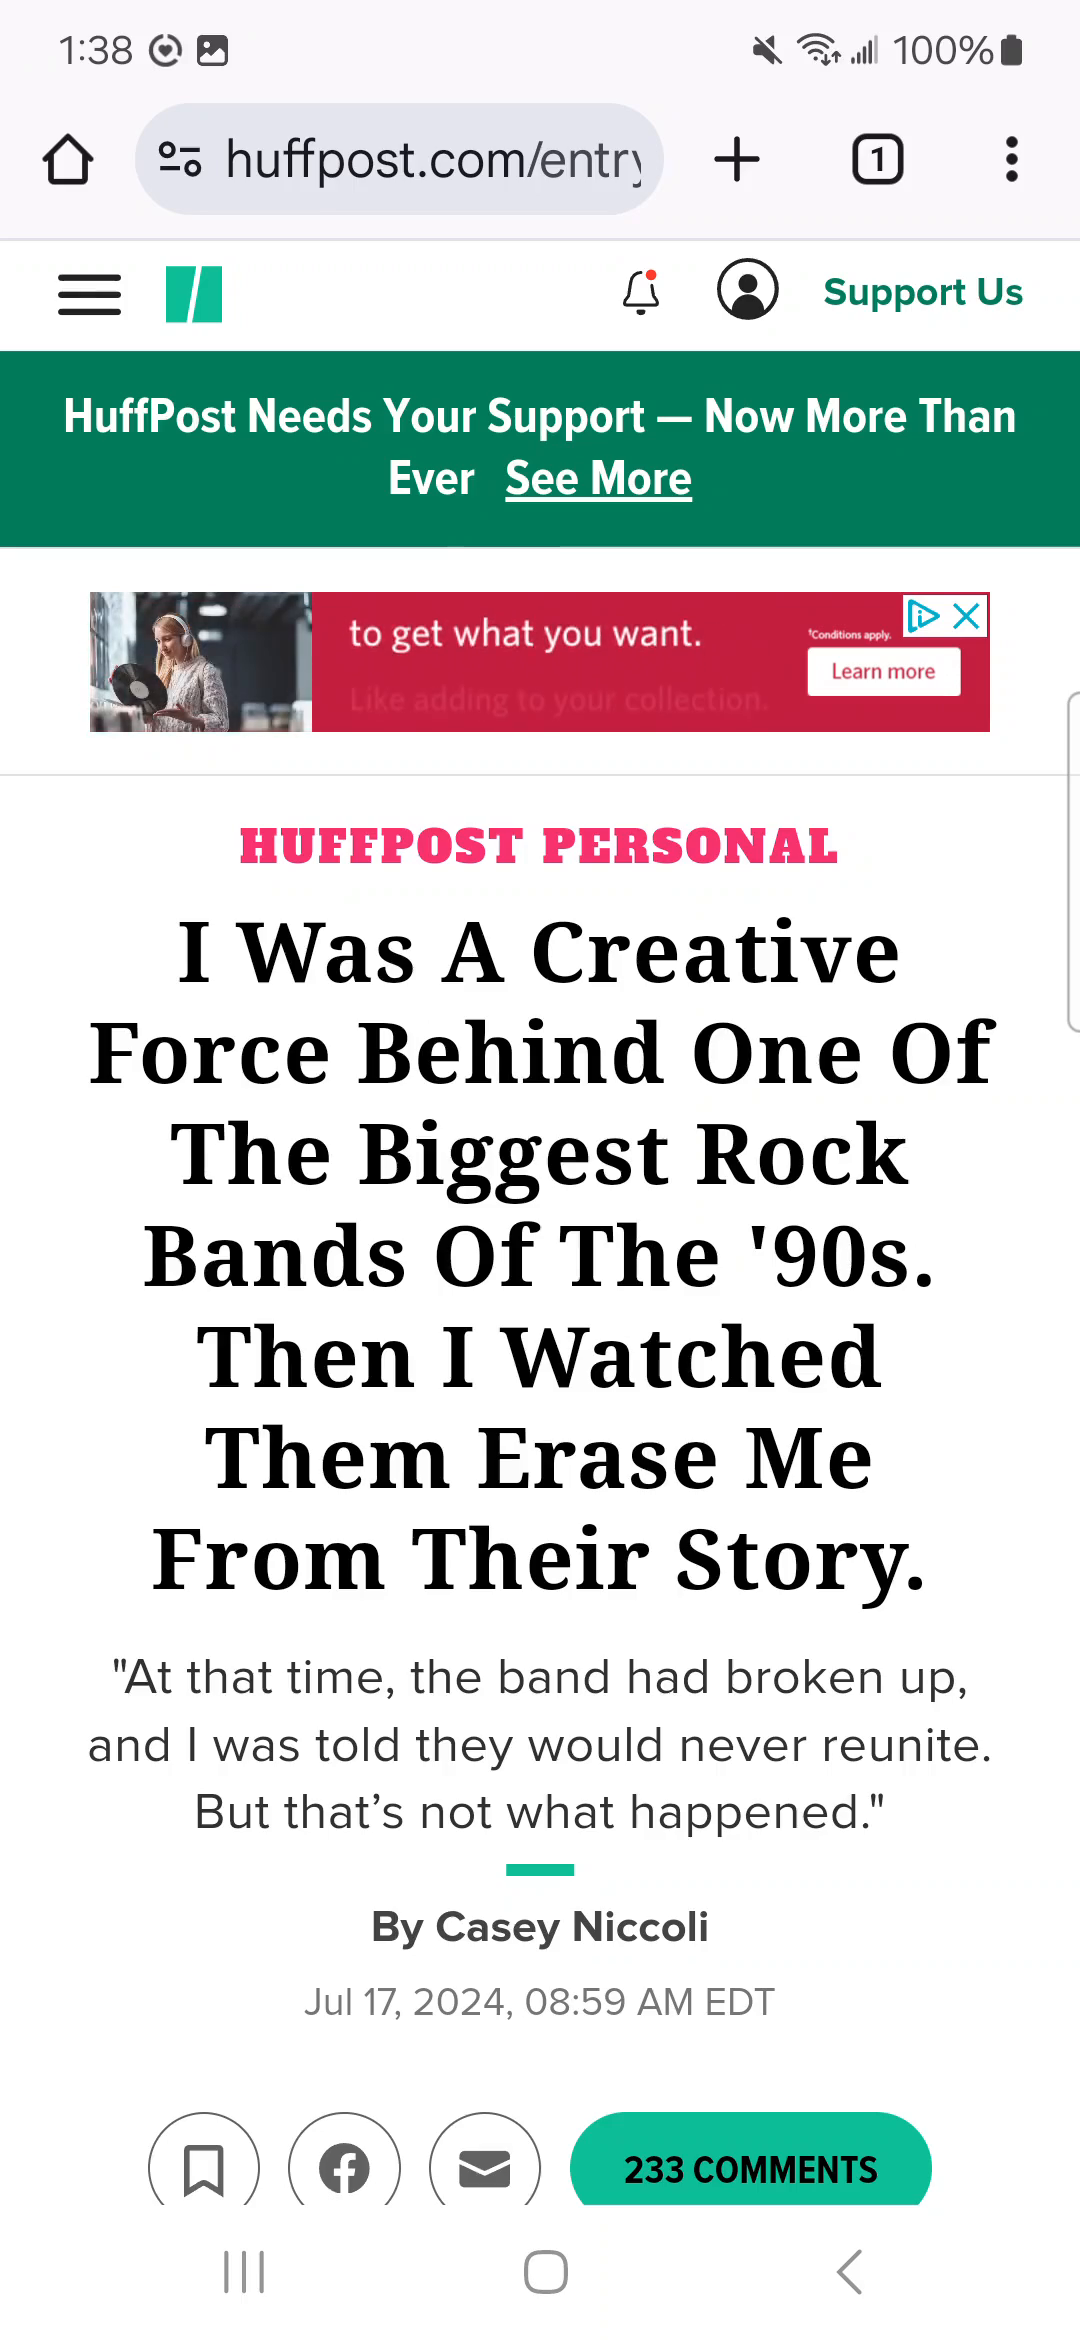 1:38
100%
huffpost.com/entry
1
Support Us
HuffPost Needs Your Support — Now More Than
Ever See More
to get what you want.
Like adding to your collection.
†Conditions apply.
Learn more
HUFFPOST PERSONAL
I Was A Creative
Force Behind One Of
The Biggest Rock
Bands Of The '90s.
Then I Watched
Them Erase Me
From Their Story.
"At that time, the band had broken up,
and I was told they would never reunite.
But that’s not what happened."
By Casey Niccoli
Jul 17, 2024, 08:59 AM EDT
233 COMMENTS